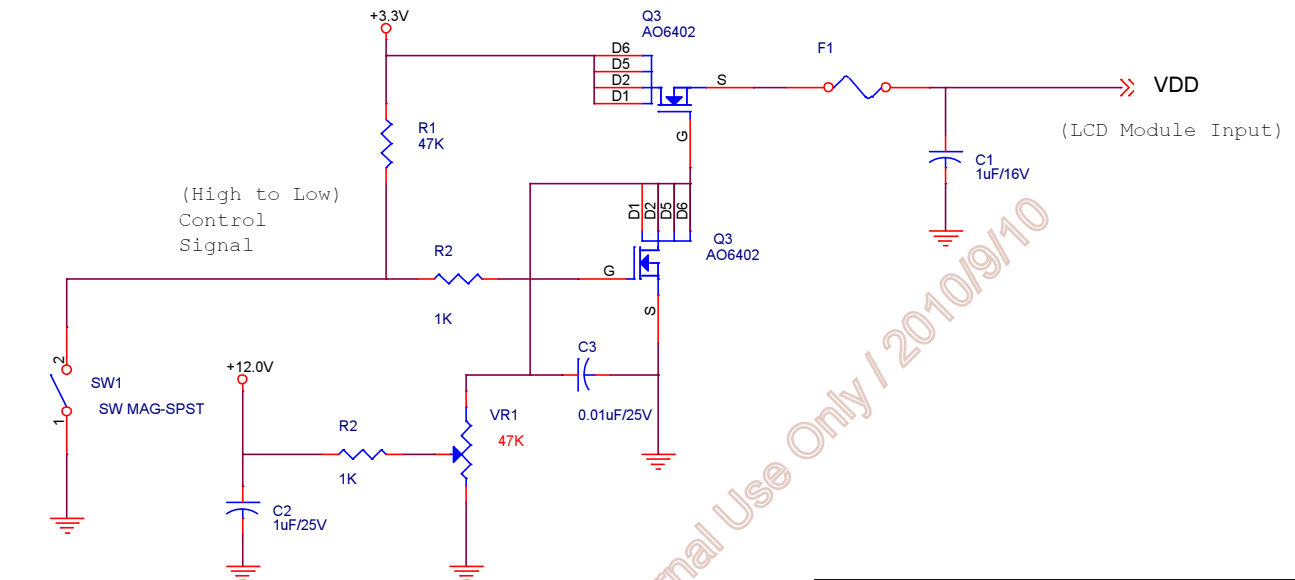 +3.3V
Q3
AO6402
D6
D5
D2
D1
S
G
F1
VDD
(LCD Module Input)
R1
47K
C1
1uF/16V
(High to Low)
Control
Signal
D1
D2
D5
D6
Q3
AO6402
R2
1K
G
S
2
1
SW1
SW MAG-SPST
+12.0V
C3
0.01uF/25V
R2
1K
VR1
47K
C2
1uF/25V
Use Only / 2010/9/10